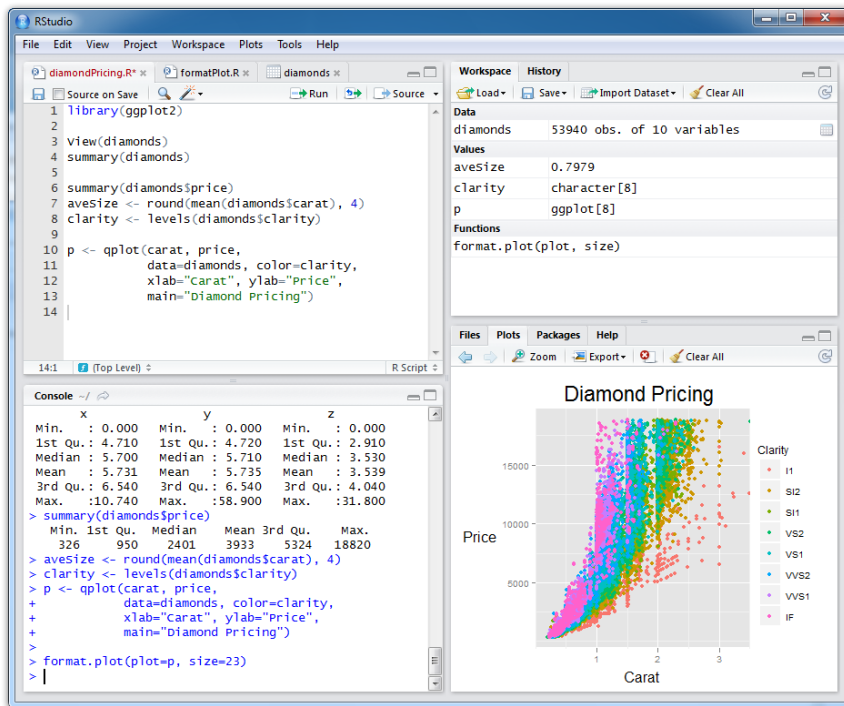 RStudio
File Edit View Project Workspace Plots Tools Help
diamondPricing.R* formatPlot.R diamonds
Source on Save Run Source
1 library(ggplot2)
2
3 View(diamonds)
4 summary(diamonds)
5
6 summary(diamonds$price)
7 aveSize <- round(mean(diamonds$carat), 4)
8 clarity <- levels(diamonds$clarity)
9
10 p <- qplot(carat, price,
11 data=diamonds, color=clarity,
12 xlab="Carat", ylab="Price",
13 main="Diamond Pricing")
14
14:1 (Top Level) R Script
Console ~/
x y z
Min. : 0.000 Min. : 0.000 Min. : 0.000
1st Qu.: 4.710 1st Qu.: 4.720 1st Qu.: 2.910
Median : 5.700 Median : 5.710 Median : 3.530
Mean : 5.731 Mean : 5.735 Mean : 3.539
3rd Qu.: 6.540 3rd Qu.: 6.540 3rd Qu.: 4.040
Max. :10.740 Max. :58.900 Max. :31.800
> summary(diamonds$price)
Min. 1st Qu. Median Mean 3rd Qu. Max.
326 950 2401 3933 5324 18820
> aveSize <- round(mean(diamonds$carat), 4)
> clarity <- levels(diamonds$clarity)
> p <- qplot(carat, price,
+ data=diamonds, color=clarity,
+ xlab="Carat", ylab="Price",
+ main="Diamond Pricing")
>
> format.plot(plot=p, size=23)
>
Workspace History
Load Save Import Dataset Clear All
Data
diamonds 53940 obs. of 10 variables
Values
aveSize 0.7979
clarity character[8]
p ggplot[8]
Functions
format.plot(plot, size)
Files Plots Packages Help
Zoom Export Clear All
Diamond Pricing
Price
15000
10000
5000
1 2 3
Carat
Clarity
I1
SI2
SI1
VS2
VS1
VVS2
VVS1
IF